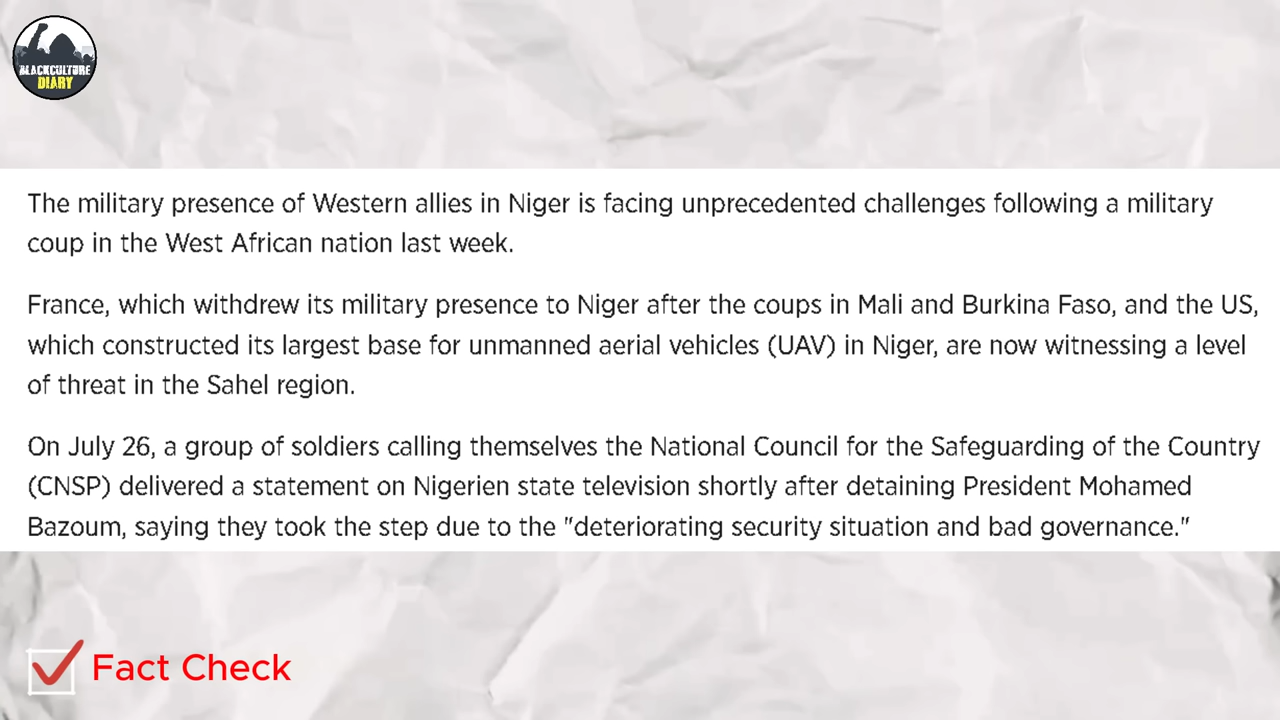 BLACKCULTURE
DIARY
The military presence of Western allies in Niger is facing unprecedented challenges following a military
coup in the West African nation last week.
France, which withdrew its military presence to Niger after the coups in Mali and Burkina Faso, and the US,
which constructed its largest base for unmanned aerial vehicles (UAV) in Niger, are now witnessing a level
of threat in the Sahel region.
On July 26, a group of soldiers calling themselves the National Council for the Safeguarding of the Country
(CNSP) delivered a statement on Nigerien state television shortly after detaining President Mohamed
Bazoum, saying they took the step due to the "deteriorating security situation and bad governance."
Fact Check